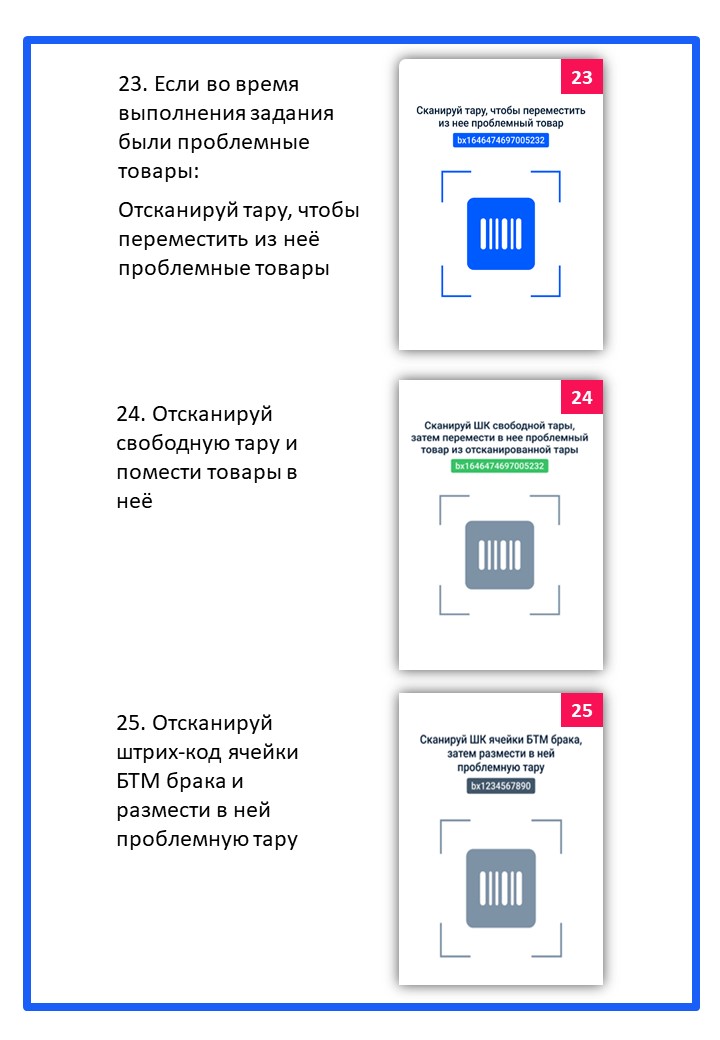 23. Если во время
выполнения задания
были проблемные
товары:
Отсканируй тару, чтобы
переместить из неё
проблемные товары
23
Сканируй тару, чтобы переместить
из нее проблемный товар
bx1646474697005232
24. Отсканируй
свободную тару и
помести товары в
неё
24
Сканируй ШК свободной тары,
затем перемести в нее проблемный
товар из отсканированной тары
bx1646474697005232
25. Отсканируй
штрих-код ячейки
БТМ брака и
размести в ней
проблемную тару
25
Сканируй ШК ячейки БТМ брака,
затем размести в ней
проблемную тару
bx1234567890